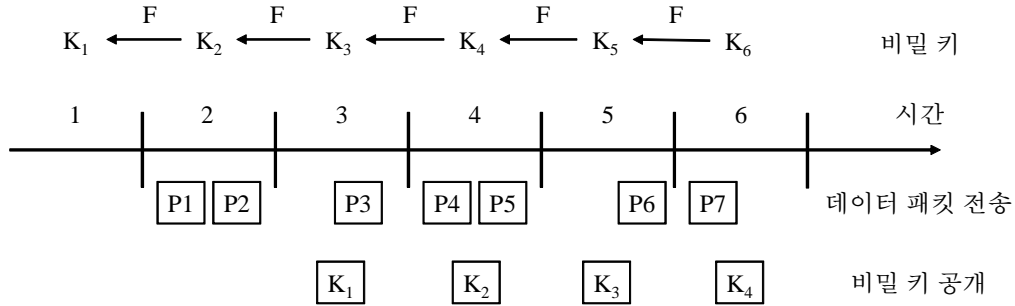 F F F F F
K₁ K₂ K₃ K₄ K₅ K₆ 비밀 키
1 2 3 4 5 6 시간
P1 P2 P3 P4 P5 P6 P7 데이터 패킷 전송
K₁ K₂ K₃ K₄ 비밀 키 공개